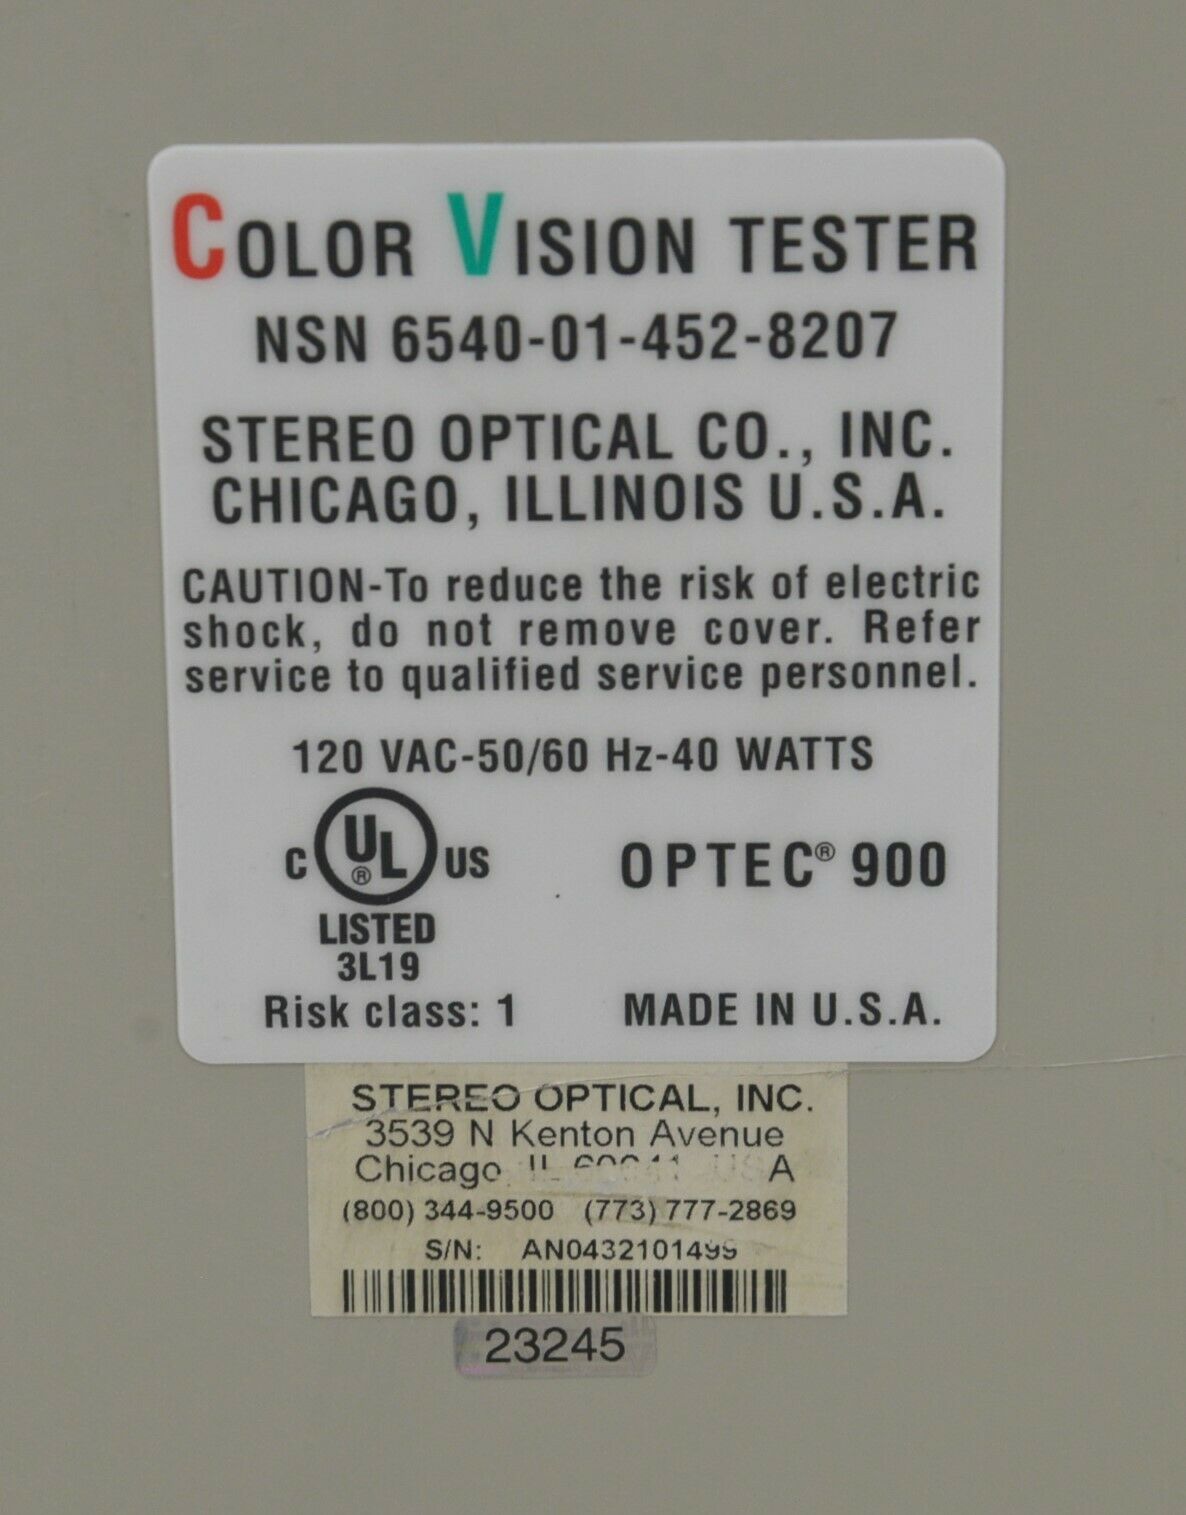 COLOR VISION TESTER
NSN 6540-01-452-8207
STEREO OPTICAL CO., INC.
CHICAGO, ILLINOIS U.S.A.
CAUTION-To reduce the risk of electric
shock, do not remove cover. Refer
service to qualified service personnel.
120 VAC-50/60 Hz-40 WATTS
C UL® US
LISTED
3L19
Risk class: 1
OPTEC® 900
MADE IN U.S.A.
STEREO OPTICAL, INC.
3539 N Kenton Avenue
Chicago, IL
(800) 344-9500 (773) 777-2869
S/N: AN0432101499
23245